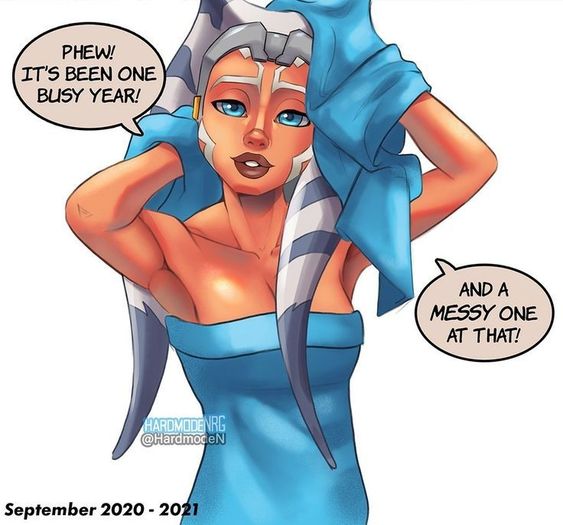 PHEW!
IT'S BEEN ONE
BUSY YEAR!
AND A
MESSY ONE
AT THAT!
HARDMODENRG
@HardmodeN
September 2020 - 2021